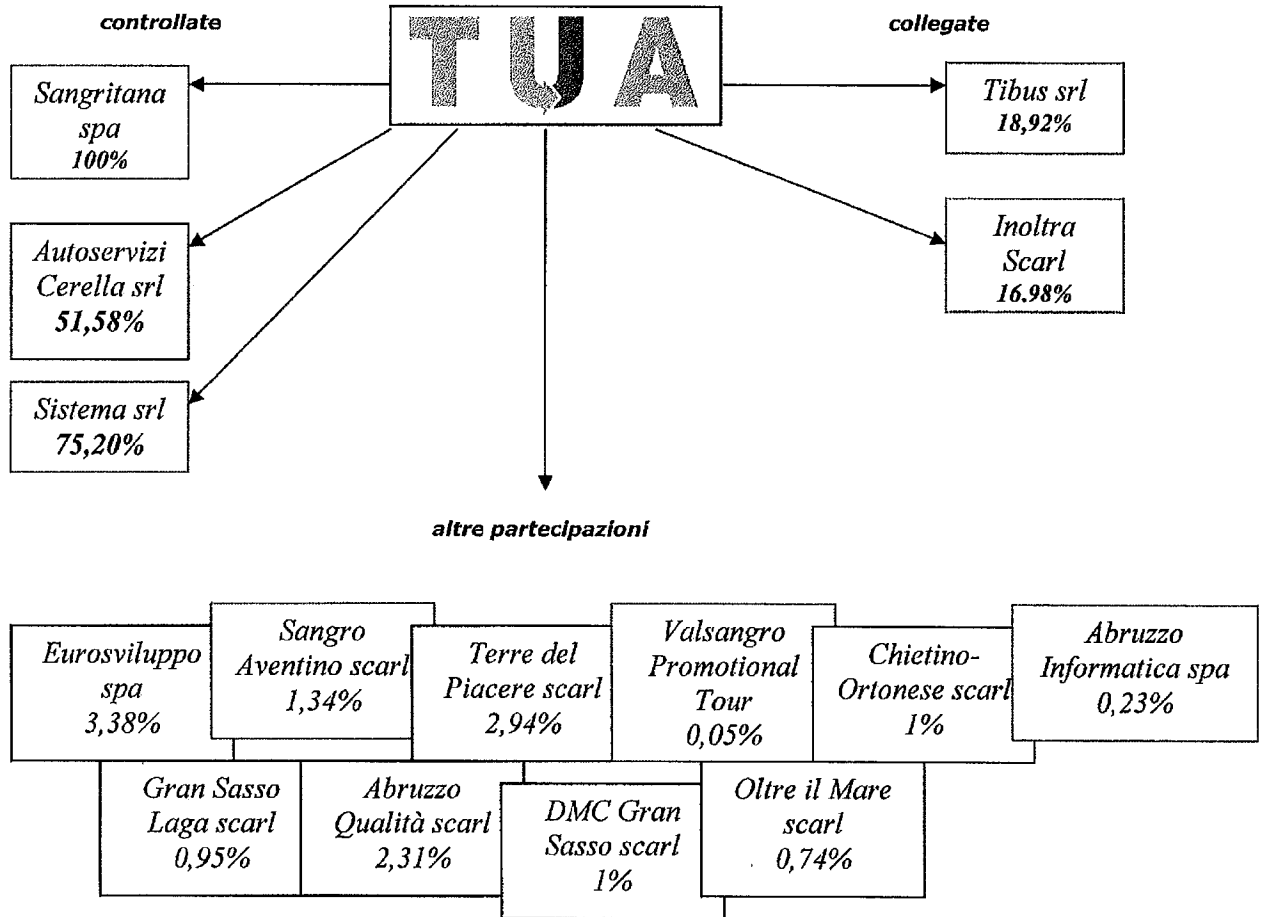 controllate
TUA
collegate
Sangritana
spa
100%
Autoservizi
Cerella srl
51,58%
Sistema srl
75,20%
Tibus srl
18,92%
Inoltra
Scarl
16.98%
altre partecipazioni
Eurosviluppo
spa
3,38%
Sangro
Aventino scarl
1,34%
Terre del
Piacere scarl
2,94%
Valsangro
Promotional
Tour
0,05%
Chietino-
Ortonese scarl
1%
Abruzzo
Informatica spa
0,23%
Gran Sasso
Laga scarl
0,95%
Abruzzo
Qualità scarl
2,31%
DMC Gran
Sasso scarl
1%
Oltre il Mare
scarl
0,74%